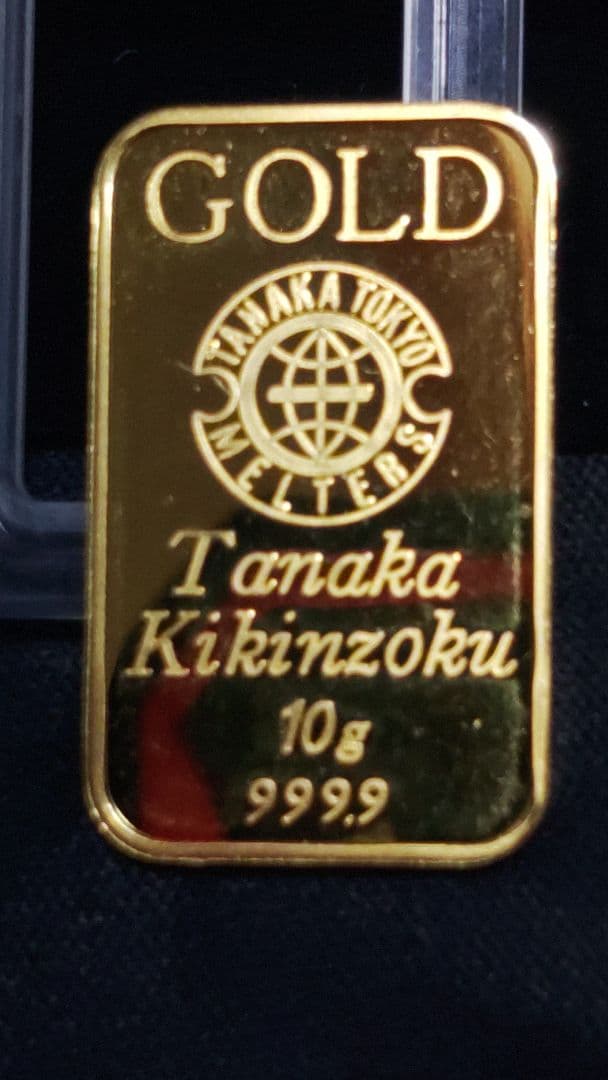 GOLD
TANAKA TOKYO
MELTERS
Tanaka
Kikinzoku
10g
999.9